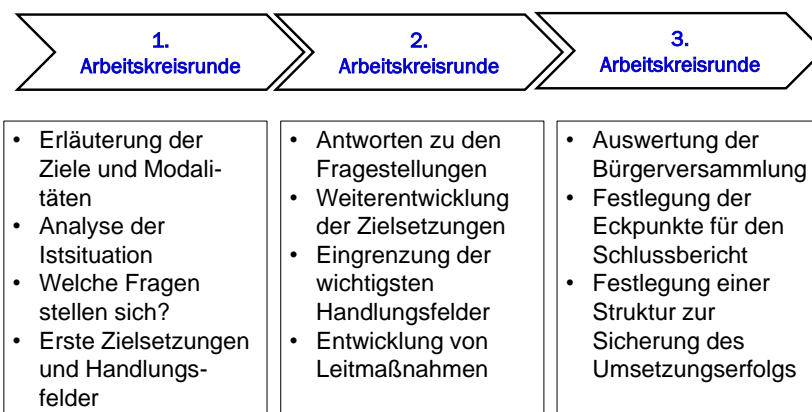 1.
Arbeitskreisrunde
2.
Arbeitskreisrunde
3.
Arbeitskreisrunde
• Erläuterung der
Ziele und Modali-
täten
• Analyse der
Istsituation
• Welche Fragen
stellen sich?
• Erste Zielsetzungen
und Handlungs-
felder
• Antworten zu den
Fragestellungen
• Weiterentwicklung
der Zielsetzungen
• Eingrenzung der
wichtigsten
Handlungsfelder
• Entwicklung von
Leitmaßnahmen
• Auswertung der
Bürgerversammlung
• Festlegung der
Eckpunkte für den
Schlussbericht
• Festlegung einer
Struktur zur
Sicherung des
Umsetzungserfolgs